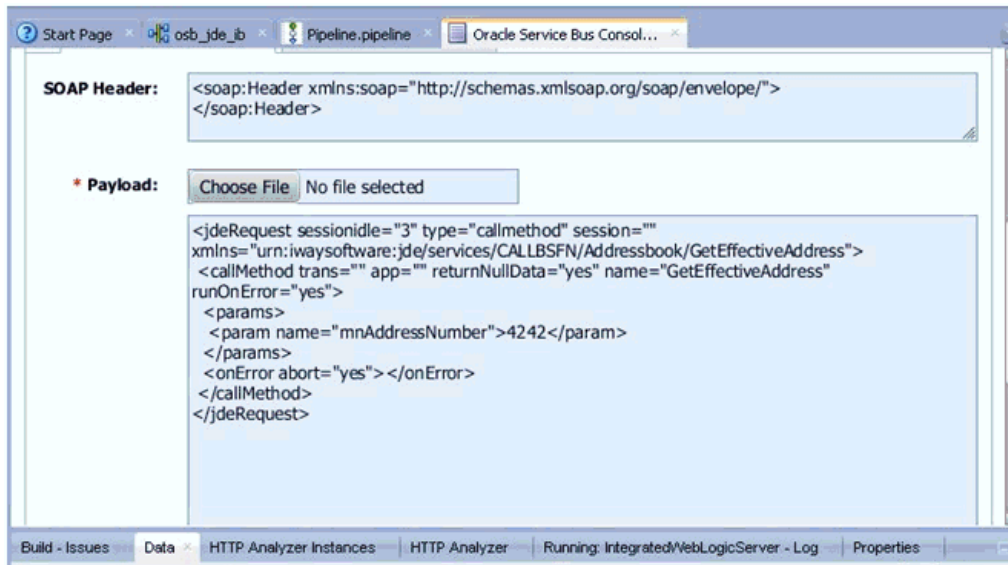 Start Page osb_jde_ib Pipeline.pipeline Oracle Service Bus Consol...
SOAP Header: <soap:Header xmlns:soap="http://schemas.xmlsoap.org/soap/envelope/">
</soap:Header>
* Payload: Choose File No file selected
<jdeRequest sessionidle="3" type="callmethod" session=""
xmlns="urn:iwaysoftware:jde/services/CALLBSFN/Addressbook/GetEffectiveAddress">
<callMethod trans="" app="" returnNullData="yes" name="GetEffectiveAddress"
runOnError="yes">
<params>
<param name="mnAddressNumber">4242</param>
</params>
<onError abort="yes"></onError>
</callMethod>
</jdeRequest>
Build - Issues Data HTTP Analyzer Instances HTTP Analyzer Running: IntegratedWebLogicServer - Log Properties